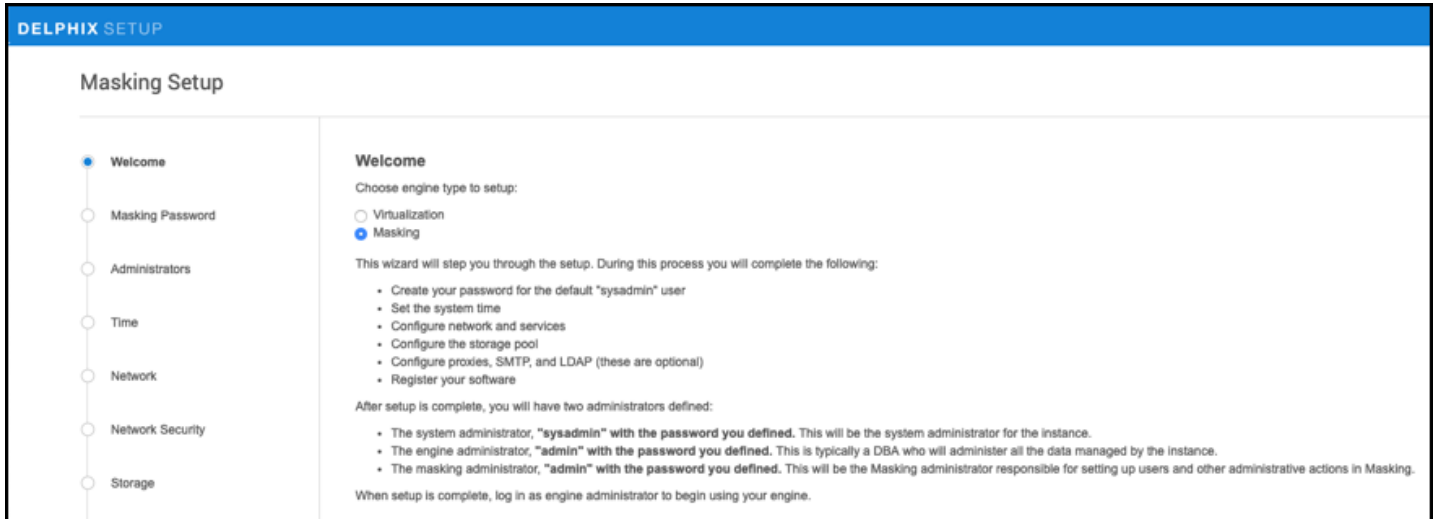 DELPHIX SETUP
Masking Setup
Welcome
Masking Password
Administrators
Time
Network
Network Security
Storage
Welcome
Choose engine type to setup:
Virtualization
Masking
This wizard will step you through the setup. During this process you will complete the following:
• Create your password for the default "sysadmin" user
• Set the system time
• Configure network and services
• Configure the storage pool
• Configure proxies, SMTP, and LDAP (these are optional)
• Register your software
After setup is complete, you will have two administrators defined:
• The system administrator, "sysadmin" with the password you defined. This will be the system administrator for the instance.
• The engine administrator, "admin" with the password you defined. This is typically a DBA who will administer all the data managed by the instance.
• The masking administrator, "admin" with the password you defined. This will be the Masking administrator responsible for setting up users and other administrative actions in Masking.
When setup is complete, log in as engine administrator to begin using your engine.